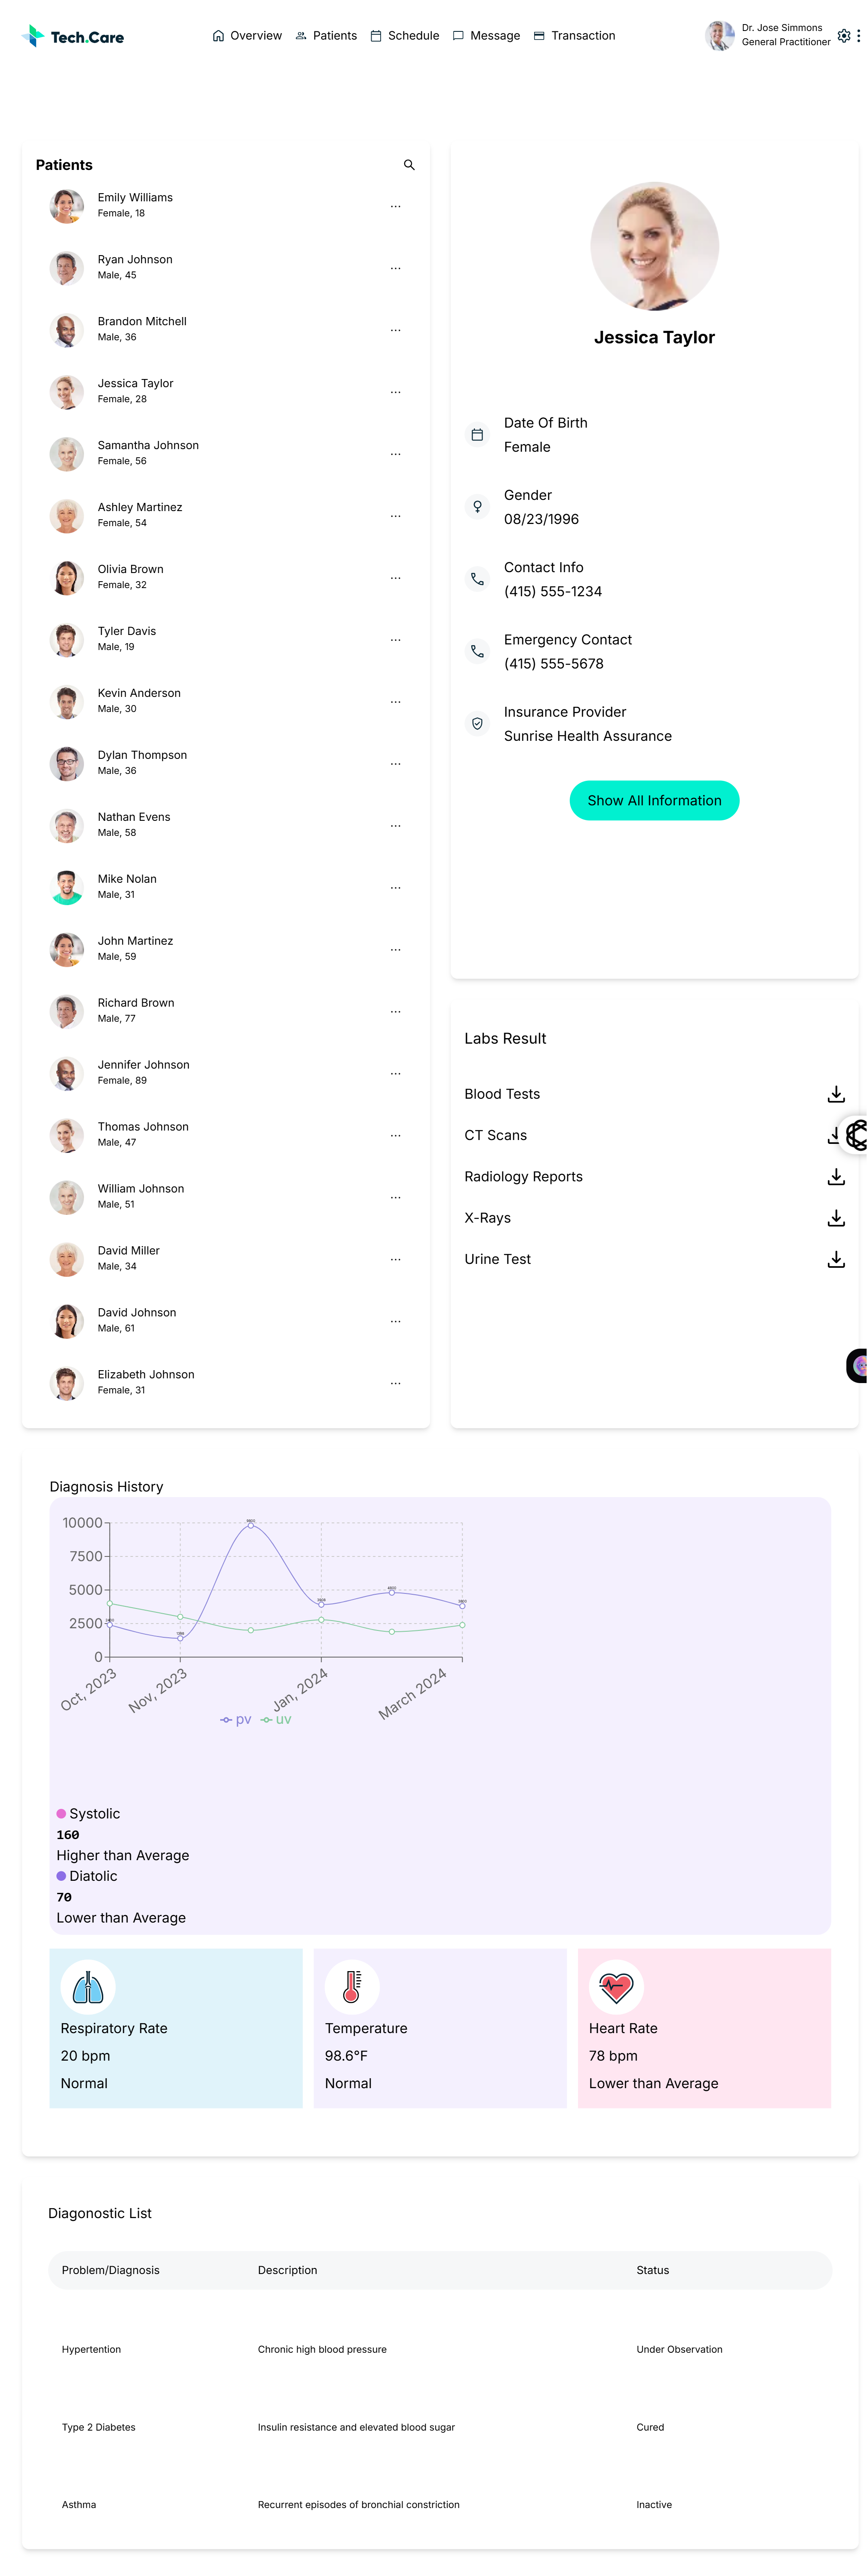 Tech.Care
Overview
Patients
Schedule
Message
Transaction
Dr. Jose Simmons
General Practitioner
Patients
Emily Williams
Female, 18
Ryan Johnson
Male, 45
Brandon Mitchell
Male, 36
Jessica Taylor
Female, 28
Samantha Johnson
Female, 56
Ashley Martinez
Female, 54
Olivia Brown
Female, 32
Tyler Davis
Male, 19
Kevin Anderson
Male, 30
Dylan Thompson
Male, 36
Nathan Evens
Male, 58
Mike Nolan
Male, 31
John Martinez
Male, 59
Richard Brown
Male, 77
Jennifer Johnson
Female, 89
Thomas Johnson
Male, 47
William Johnson
Male, 51
David Miller
Male, 34
David Johnson
Male, 61
Elizabeth Johnson
Female, 31
Jessica Taylor
Date Of Birth
Female
Gender
08/23/1996
Contact Info
(415) 555-1234
Emergency Contact
(415) 555-5678
Insurance Provider
Sunrise Health Assurance
Show All Information
Labs Result
Blood Tests
CT Scans
Radiology Reports
X-Rays
Urine Test
Diagnosis History
10000
7500
5000
2500
0
Oct, 2023
Nov, 2023
Jan, 2024
March 2024
pv
uv
Systolic
160
Higher than Average
Diatolic
70
Lower than Average
Respiratory Rate
20 bpm
Normal
Temperature
98.6°F
Normal
Heart Rate
78 bpm
Lower than Average
Diagonostic List
Problem/Diagnosis Description Status
Hypertention Chronic high blood pressure Under Observation
Type 2 Diabetes Insulin resistance and elevated blood sugar Cured
Asthma Recurrent episodes of bronchial constriction Inactive